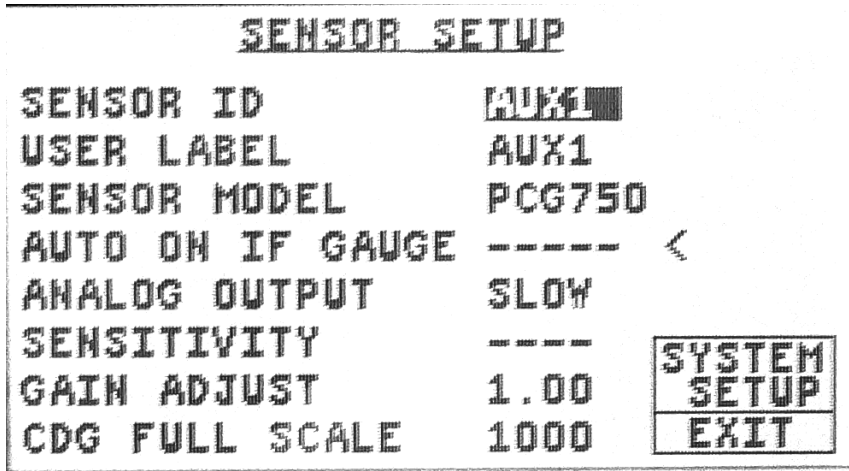 SENSOR SETUP
SENSOR ID AUX1
USER LABEL AUX1
SENSOR MODEL PCG750
AUTO ON IF GAUGE ----- <
ANALOG OUTPUT SLOW
SENSITIVITY ----
GAIN ADJUST 1.00
CDG FULL SCALE 1000
SYSTEM
SETUP
EXIT